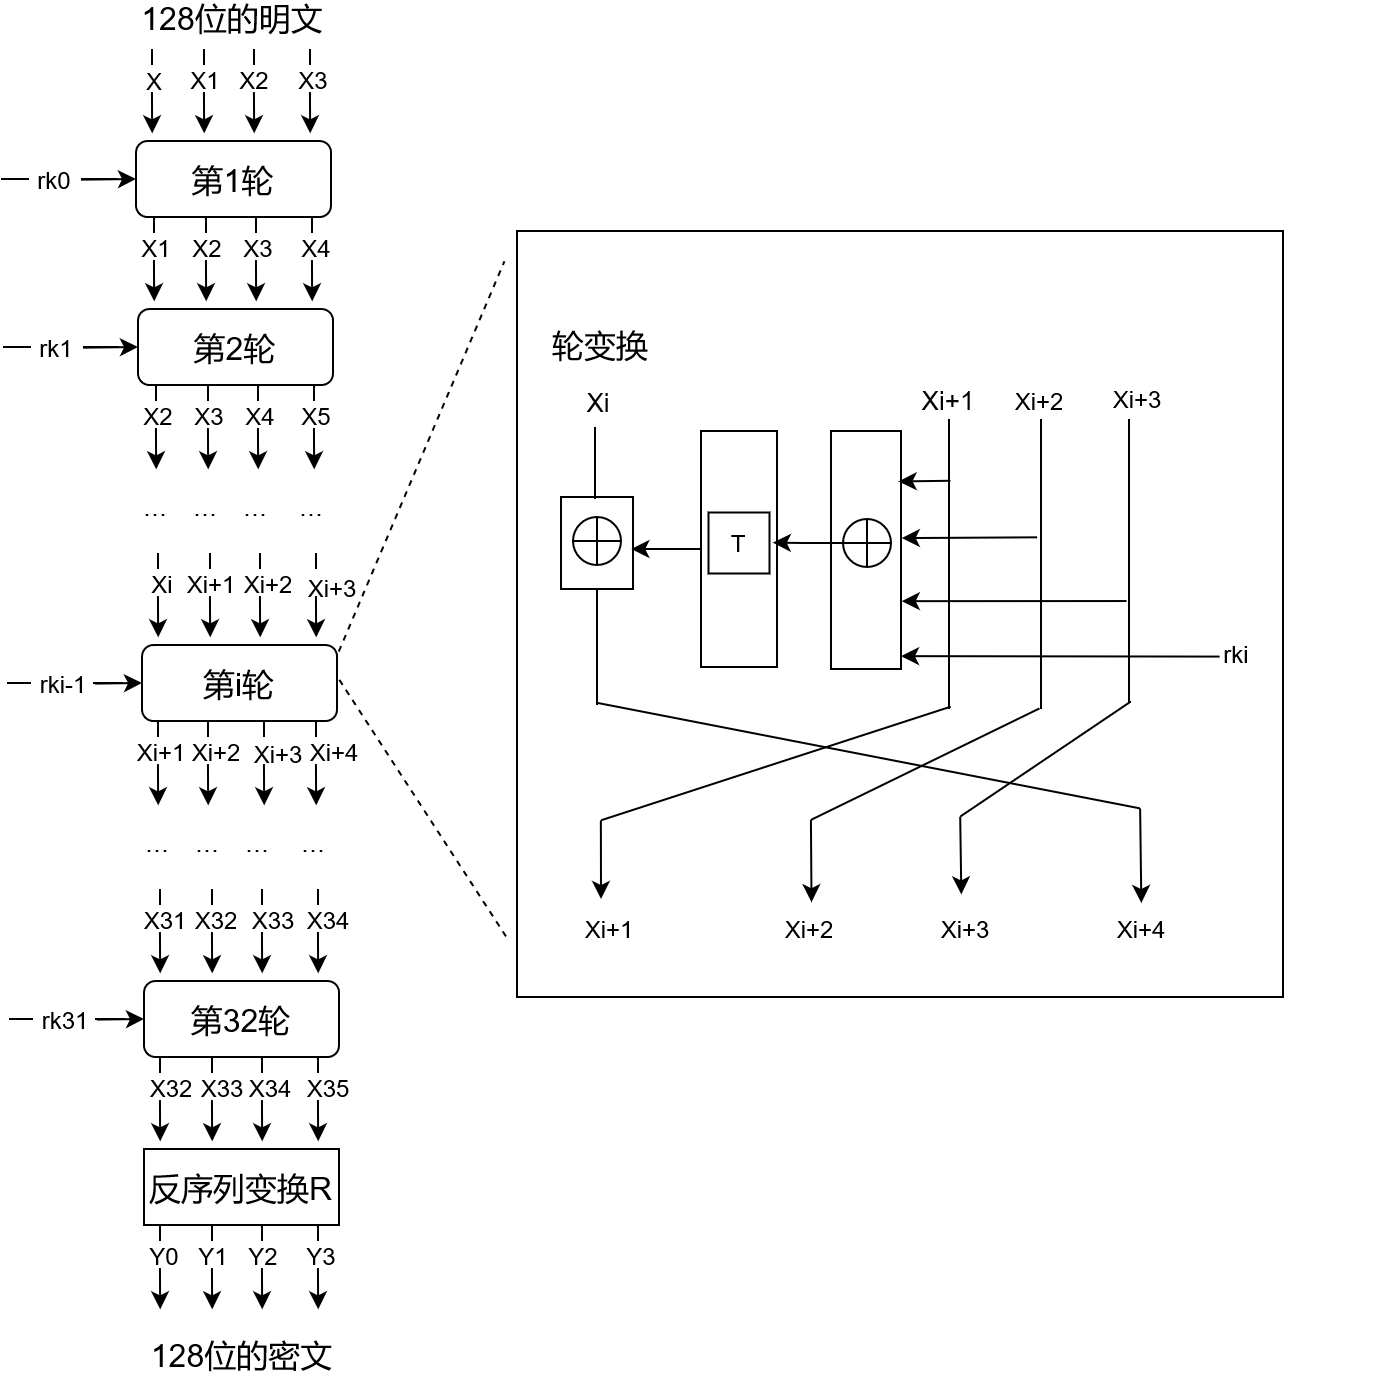 128位的明文
X X1 X2 X3
rk0 第1轮
X1 X2 X3 X4
rk1 第2轮
X2 X3 X4 X5
... ... ... ...
Xi Xi+1 Xi+2 Xi+3
rki-1 第i轮
Xi+1 Xi+2 Xi+3 Xi+4
... ... ... ...
X31 X32 X33 X34
rk31 第32轮
X32 X33 X34 X35
反序列变换R
Y0 Y1 Y2 Y3
128位的密文
轮变换
Xi Xi+1 Xi+2 Xi+3
T
rki
Xi+1 Xi+2 Xi+3 Xi+4